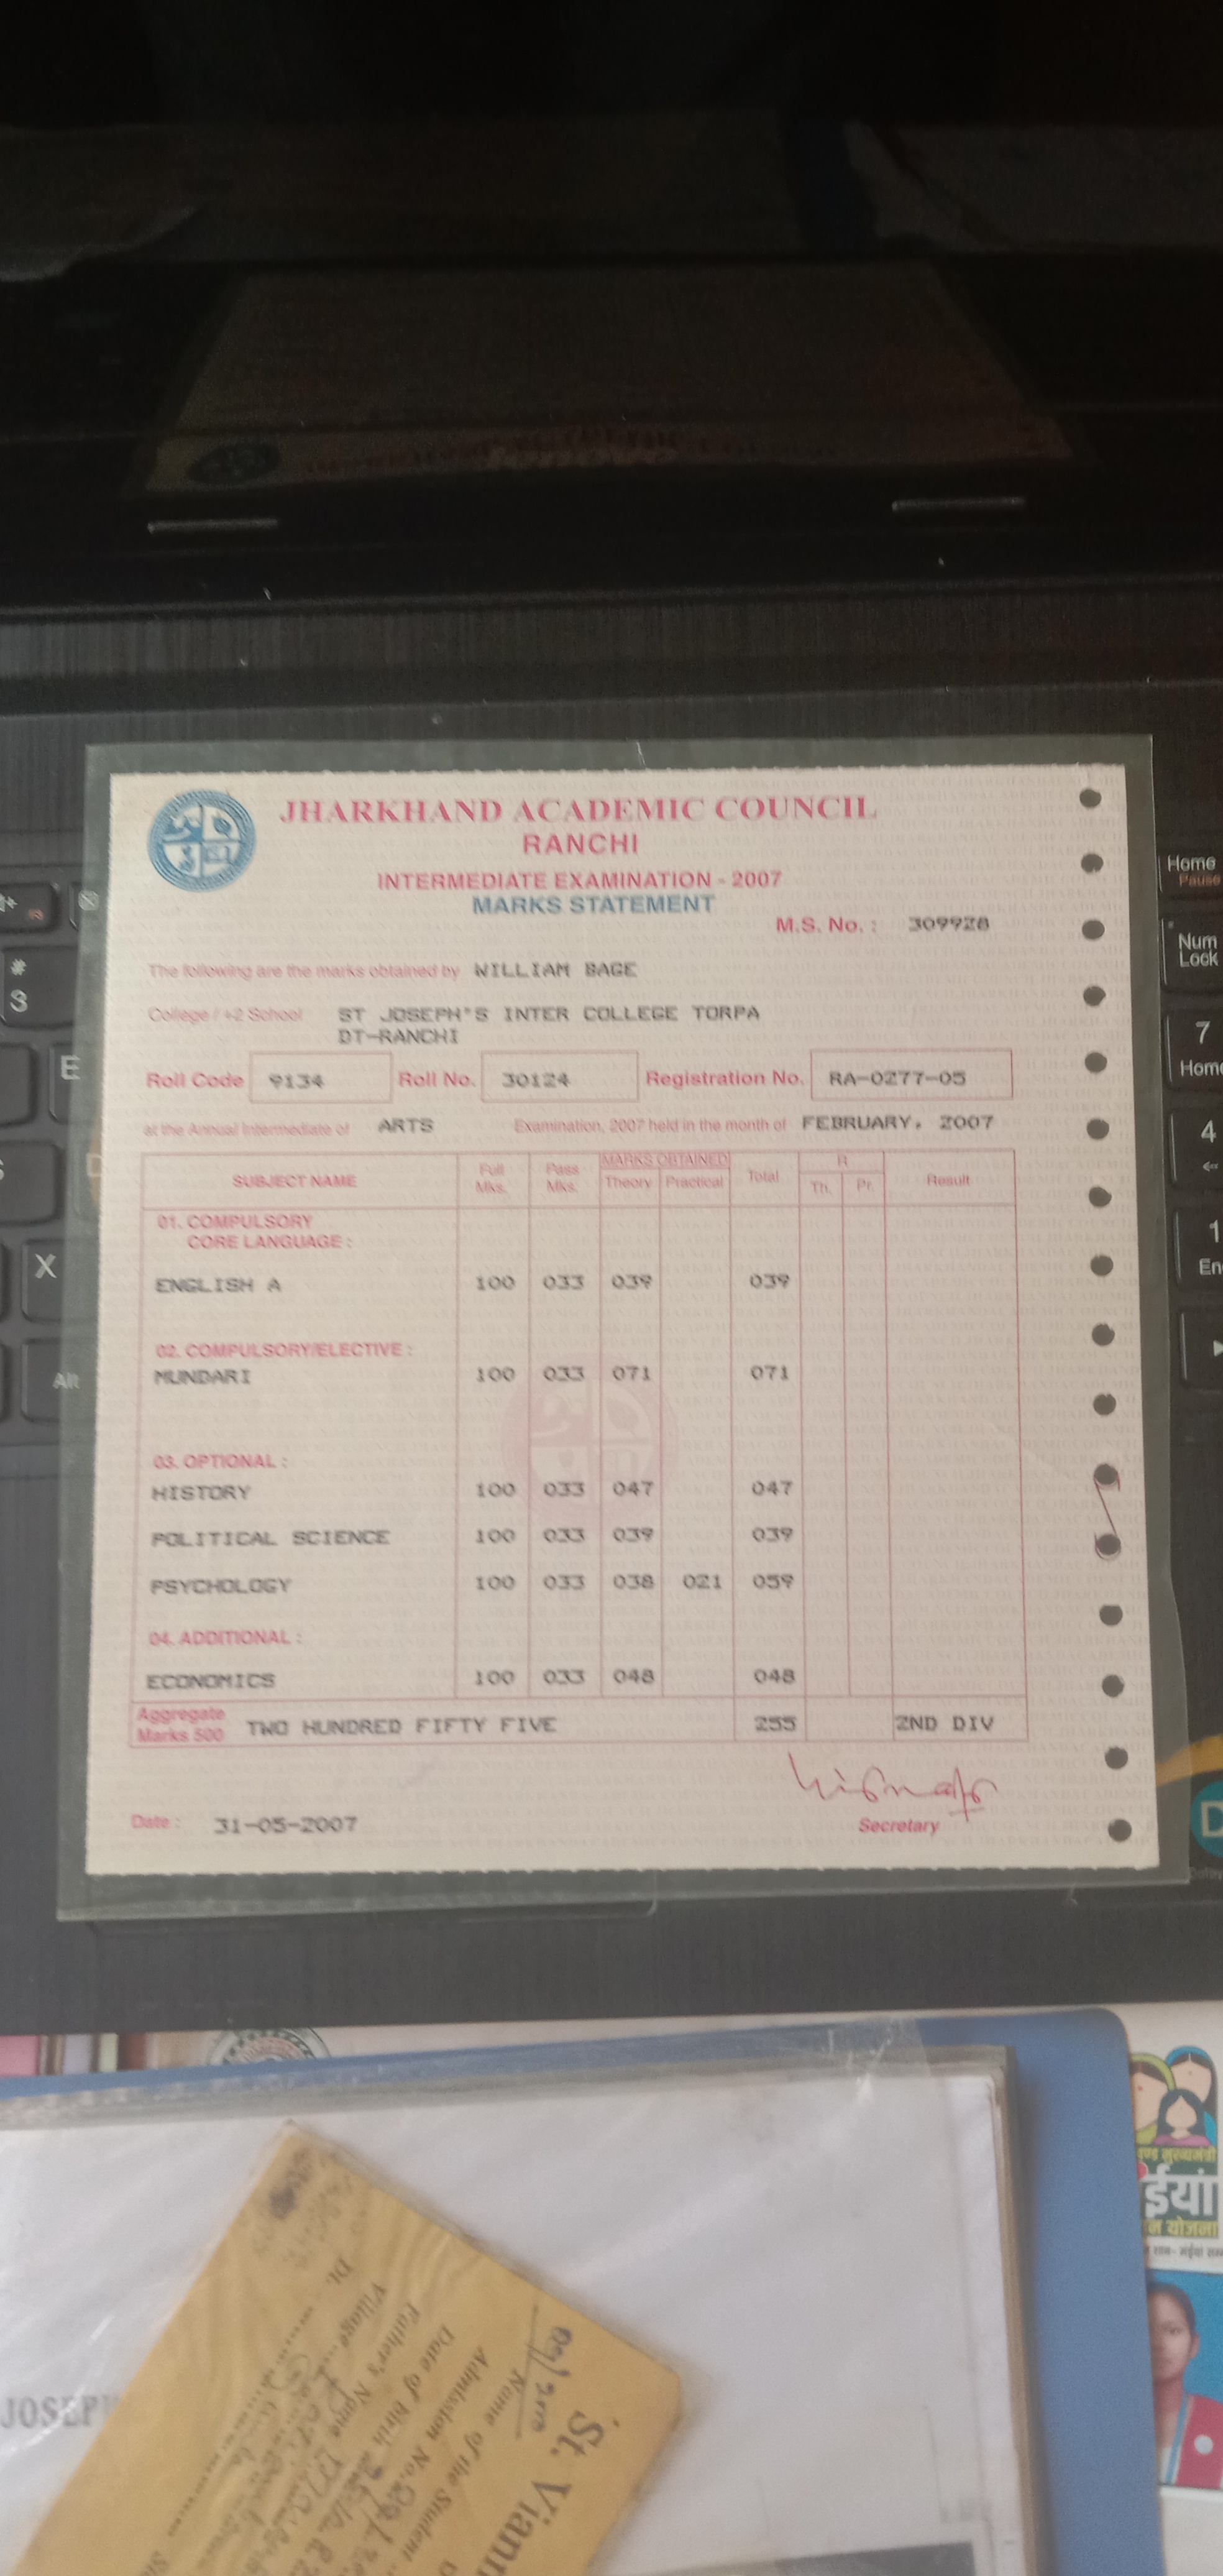 JHARKHAND ACADEMIC COUNCIL
RANCHI
INTERMEDIATE EXAMINATION - 2007
MARKS STATEMENT
M.S. No. : 309928
The following are the marks obtained by WILLIAM BAGE
College / +2 School ST JOSEPH'S INTER COLLEGE TORPA
DT-RANCHI
Roll Code 9134 Roll No. 30124 Registration No. RA-0277-05
at the Annual Intermediate of ARTS Examination, 2007 held in the month of FEBRUARY, 2007
SUBJECT NAME Full Mks. Pass Mks. MARKS OBTAINED Theory Practical Total R Th. Pr. Result
01. COMPULSORY
CORE LANGUAGE :
ENGLISH A 100 033 039 039
02. COMPULSORY/ELECTIVE :
MUNDARI 100 033 071 071
03. OPTIONAL :
HISTORY 100 033 047 047
POLITICAL SCIENCE 100 033 039 039
PSYCHOLOGY 100 033 038 021 059
04. ADDITIONAL :
ECONOMICS 100 033 048 048
Aggregate Marks 500 TWO HUNDRED FIFTY FIVE 255 2ND DIV
Date : 31-05-2007
Secretary
Home
Pause
Num
Lock
7
Home
4
1
#
3
E
X
Alt
D
St. Viann
Name of the Student
Admission No.
Date of birth
Father's Name
Village
Dt.
JOSEP
ईयां